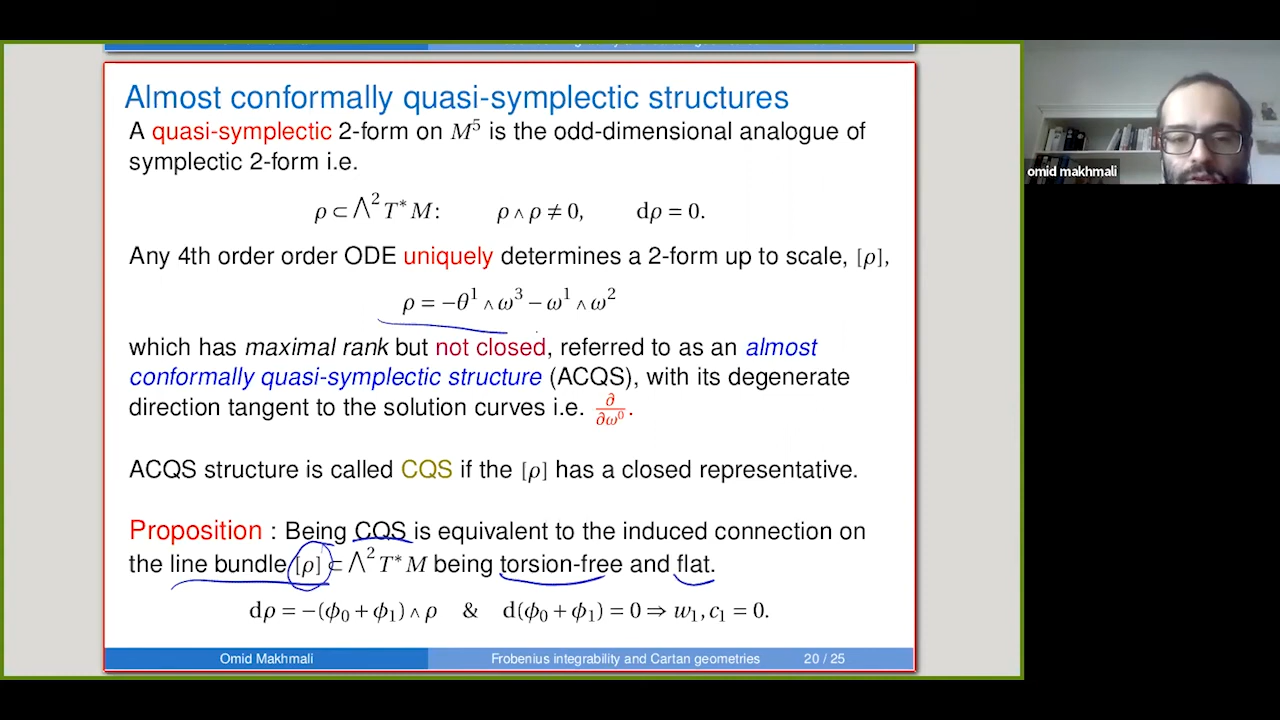 Omid Makhmali
Almost conformally quasi-symplectic structures
A quasi-symplectic 2-form on M⁵ is the odd-dimensional analogue of
symplectic 2-form i.e.
ρ ⊂ ⋀² T*M: ρ ∧ ρ ≠ 0, dρ = 0.
Any 4th order order ODE uniquely determines a 2-form up to scale, [ρ],
ρ = −θ¹ ∧ ω³ − ω¹ ∧ ω²
which has maximal rank but not closed, referred to as an almost
conformally quasi-symplectic structure (ACQS), with its degenerate
direction tangent to the solution curves i.e. ∂/∂ω⁰.
ACQS structure is called CQS if the [ρ] has a closed representative.
Proposition : Being CQS is equivalent to the induced connection on
the line bundle [ρ] ⊂ ⋀² T*M being torsion-free and flat.
dρ = −(ϕ₀ + ϕ₁) ∧ ρ & d(ϕ₀ + ϕ₁) = 0 ⇒ w₁, c₁ = 0.
Omid Makhmali Frobenius integrability and Cartan geometries 20 / 25
omid makhmali